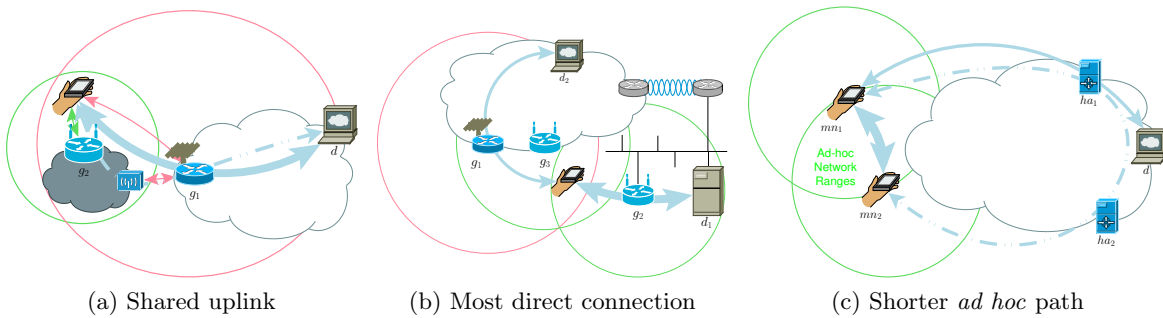 g2
g1
d
(a) Shared uplink
d2
g1
g3
g2
d1
(b) Most direct connection
mn1
ha1
Ad-hoc
Network
Ranges
d
mn2
ha2
(c) Shorter ad hoc path